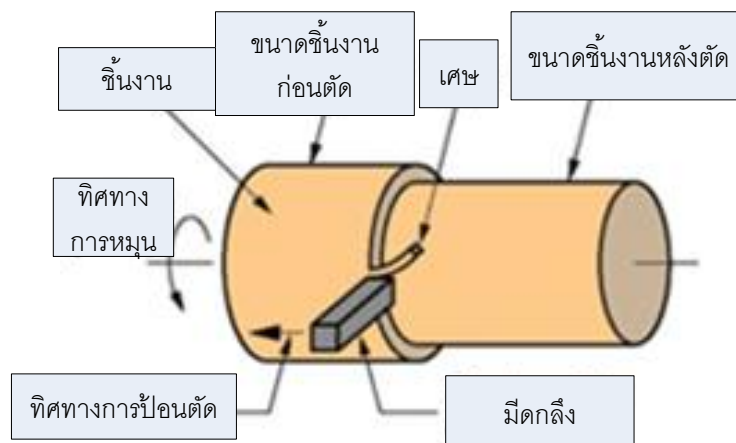 ชิ้นงาน
ขนาดชิ้นงาน
ก่อนตัด
เศษ
ขนาดชิ้นงานหลังตัด
ทิศทาง
การหมุน
ทิศทางการป้อนตัด
มีดกลึง